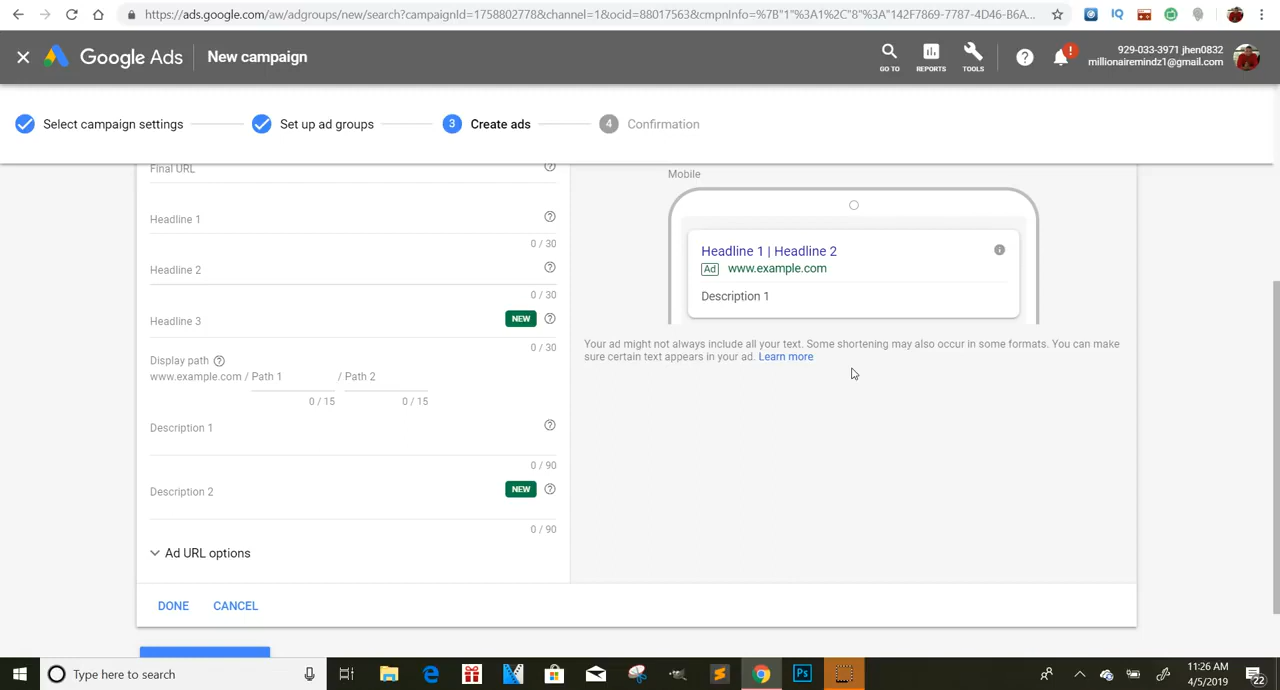 https://ads.google.com/aw/adgroups/new/search?campaignId=1758802778&channel=1&ocid=88017563&cmpnInfo=%7B"1"%3A1%2C"8"%3A"142F7869-7787-4D46-B6A...
IQ
Google Ads New campaign
GO TO REPORTS TOOLS
929-033-3971 jhen0832
millionairemindz1@gmail.com
Select campaign settings Set up ad groups 3 Create ads 4 Confirmation
Final URL
Mobile
Headline 1
0 / 30
Headline 1 | Headline 2
Ad www.example.com
Headline 2
0 / 30
Description 1
Headline 3 NEW
0 / 30
Your ad might not always include all your text. Some shortening may also occur in some formats. You can make
sure certain text appears in your ad. Learn more
Display path
www.example.com / Path 1 / Path 2
0 / 15 0 / 15
Description 1
0 / 90
Description 2 NEW
0 / 90
Ad URL options
DONE CANCEL
Type here to search
Ps
11:26 AM
4/5/2019
22